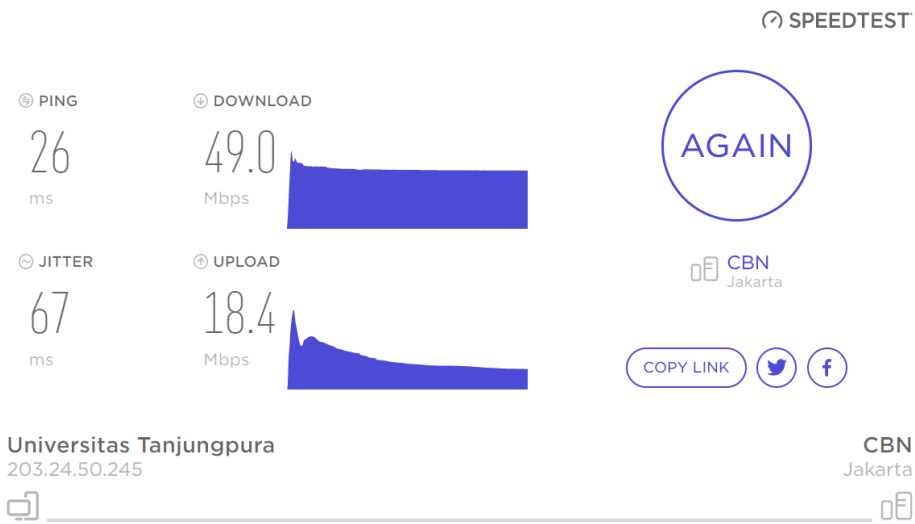 SPEEDTEST
PING
26
ms
DOWNLOAD
49.0
Mbps
JITTER
67
ms
UPLOAD
18.4
Mbps
AGAIN
CBN
Jakarta
COPY LINK
Universitas Tanjungpura
203.24.50.245
CBN
Jakarta